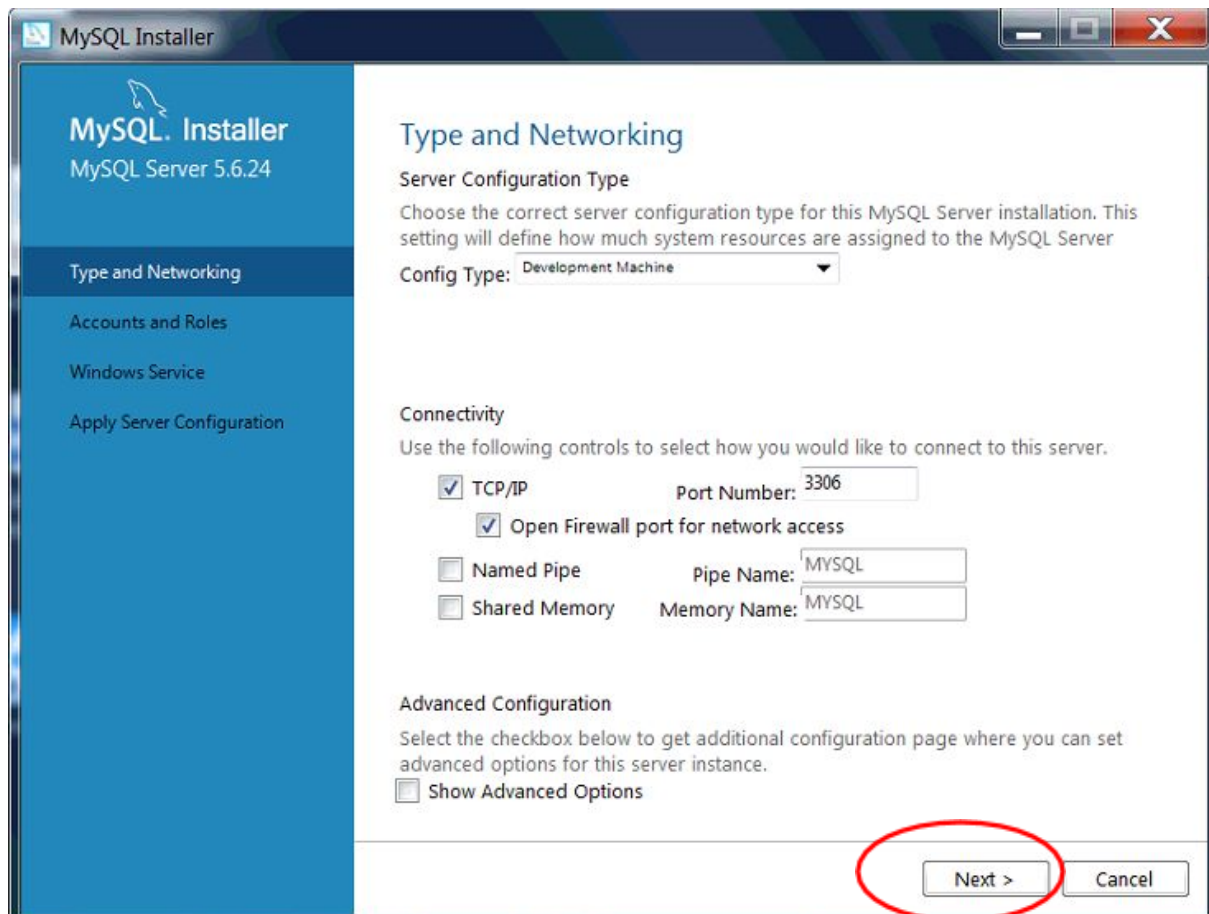 MySQL Installer
MySQL. Installer
MySQL Server 5.6.24
Type and Networking
Accounts and Roles
Windows Service
Apply Server Configuration
Type and Networking
Server Configuration Type
Choose the correct server configuration type for this MySQL Server installation. This
setting will define how much system resources are assigned to the MySQL Server
Config Type: Development Machine
Connectivity
Use the following controls to select how you would like to connect to this server.
TCP/IP Port Number: 3306
Open Firewall port for network access
Named Pipe Pipe Name: MYSQL
Shared Memory Memory Name: MYSQL
Advanced Configuration
Select the checkbox below to get additional configuration page where you can set
advanced options for this server instance.
Show Advanced Options
Next > Cancel